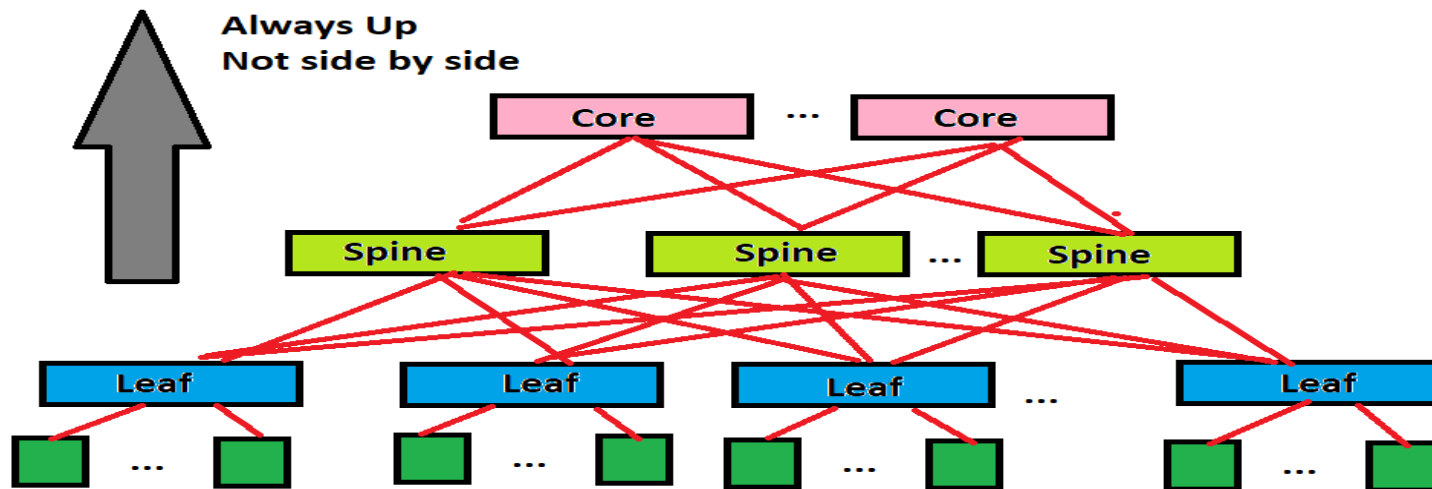 Always Up
Not side by side
Core ... Core
Spine Spine ... Spine
Leaf Leaf Leaf ... Leaf
... ... ... ...